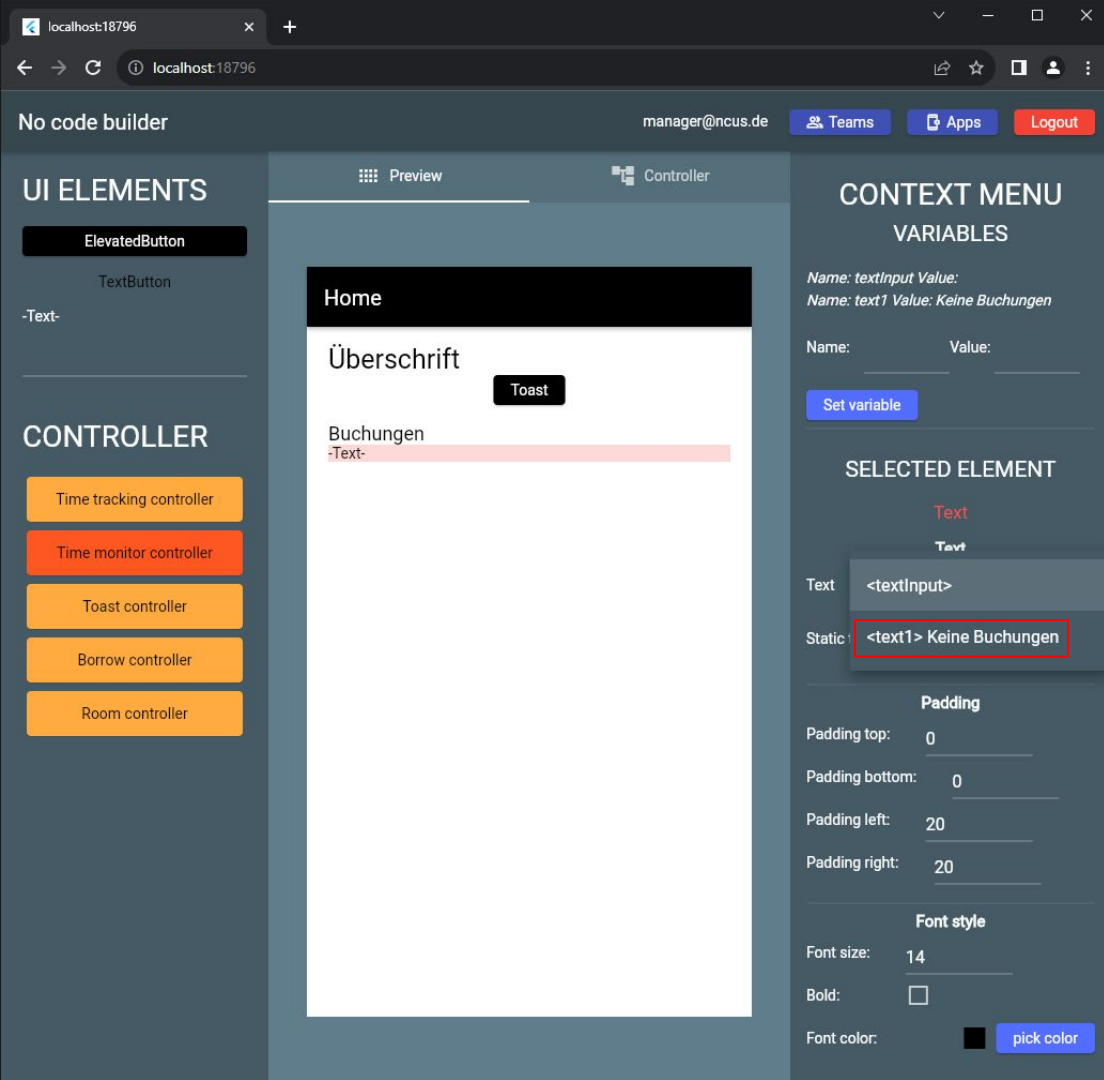 localhost:18796
localhost:18796
No code builder
manager@ncus.de
Teams
Apps
Logout
UI ELEMENTS
ElevatedButton
TextButton
-Text-
CONTROLLER
Time tracking controller
Time monitor controller
Toast controller
Borrow controller
Room controller
Preview
Controller
Home
Überschrift
Toast
Buchungen
-Text-
CONTEXT MENU
VARIABLES
Name: textInput Value:
Name: text1 Value: Keine Buchungen
Name:
Value:
Set variable
SELECTED ELEMENT
Text
Text
Text
<textInput>
Static
<text1> Keine Buchungen
Padding
Padding top:
0
Padding bottom:
0
Padding left:
20
Padding right:
20
Font style
Font size:
14
Bold:
Font color:
pick color